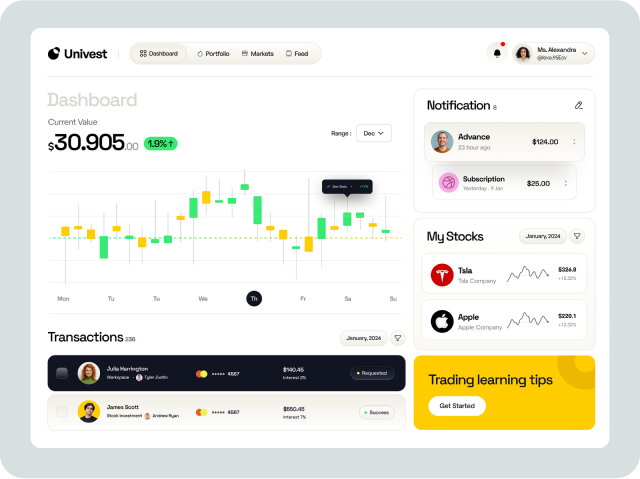 Univest
Dashboard
Portfolio
Markets
Feed
Ms. Alexandra
Dashboard
Current Value
$30.905.00
1.9%↑
Range :
Dec
+7.1%
Mon
Tu
Tu
We
Th
Fr
Sa
Su
Transactions 236
January, 2024
Julia Harrington
Workspace
Tyler Justin
4567
$140.45
Interest 2%
Requested
James Scott
Stock Investment
Andrew Ryan
4567
$550.45
Interest 7%
Success
Notification 8
Advance
23 hour ago
$124.00
Subscription
Yesterday . 9 Jan
$25.00
My Stocks
January, 2024
Tsla
Tsla Company
$326.8
+12.32%
Apple
Apple Company
$220.1
+12.32%
Trading learning tips
Get Started